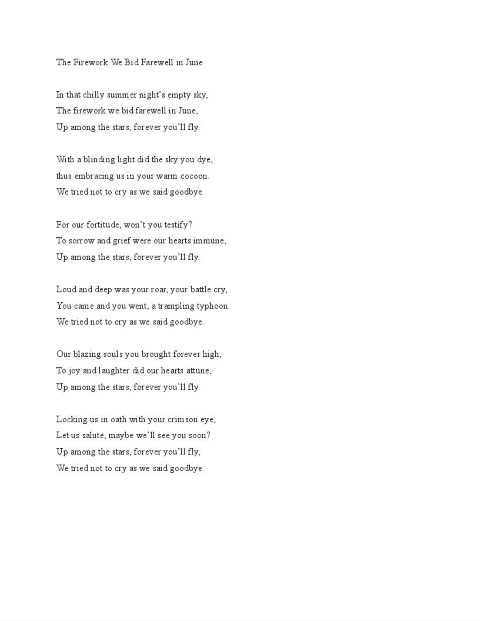 The Firework We Bid Farewell in June
In that chilly summer night's empty sky,
The firework we bid farewell in June,
Up among the stars, forever you'll fly.
With a blinding light did the sky you dye,
thus embracing us in your warm cocoon.
We tried not to cry as we said goodbye.
For our fortitude, won't you testify?
To sorrow and grief were our hearts immune,
Up among the stars, forever you'll fly.
Loud and deep was your roar, your battle cry,
You came and you went, a trampling typhoon.
We tried not to cry as we said goodbye.
Our blazing souls you brought forever high,
To joy and laughter did our hearts attune,
Up among the stars, forever you'll fly.
Locking us in oath with your crimson eye,
Let us salute, maybe we'll see you soon?
Up among the stars, forever you'll fly,
We tried not to cry as we said goodbye.